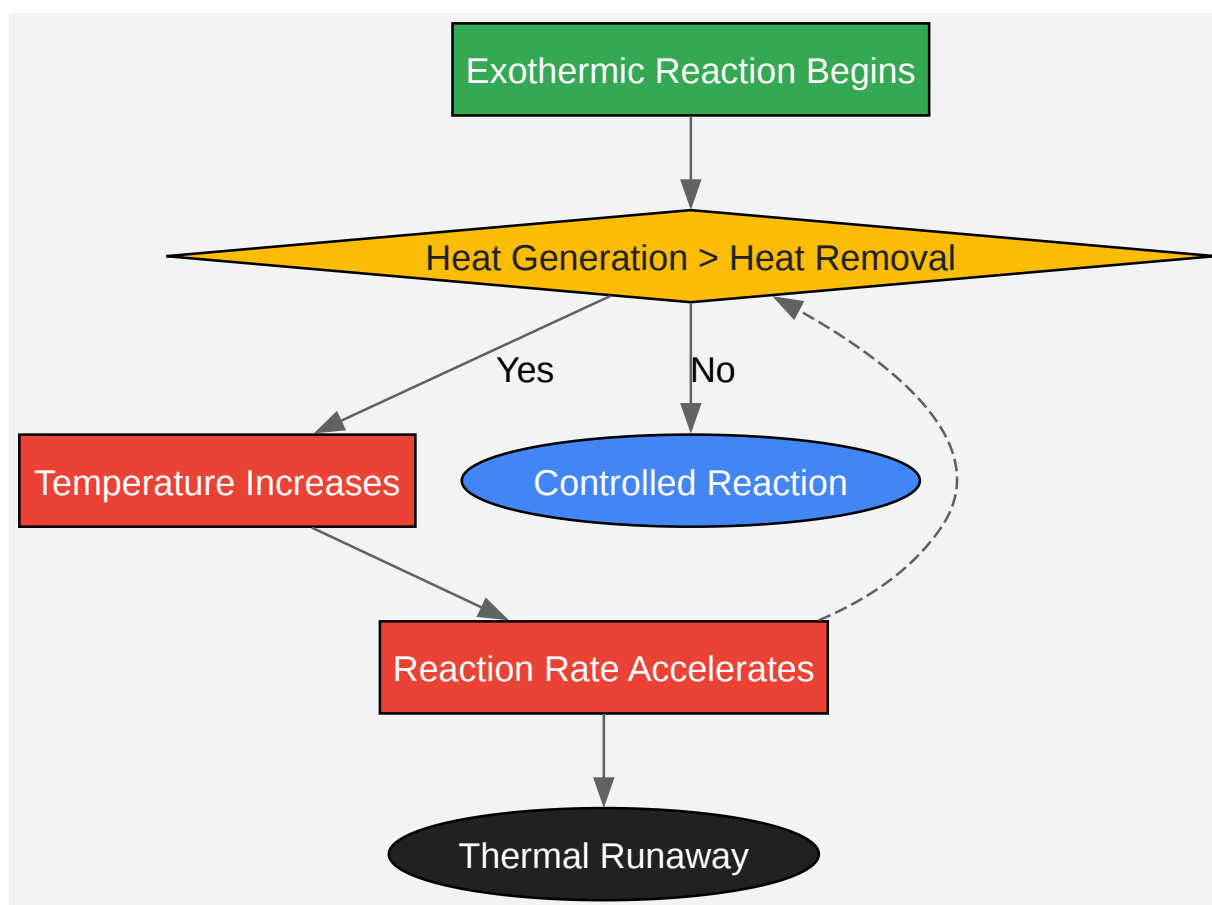 Exothermic Reaction Begins
Heat Generation > Heat Removal
Yes
No
Temperature Increases
Controlled Reaction
Reaction Rate Accelerates
Thermal Runaway